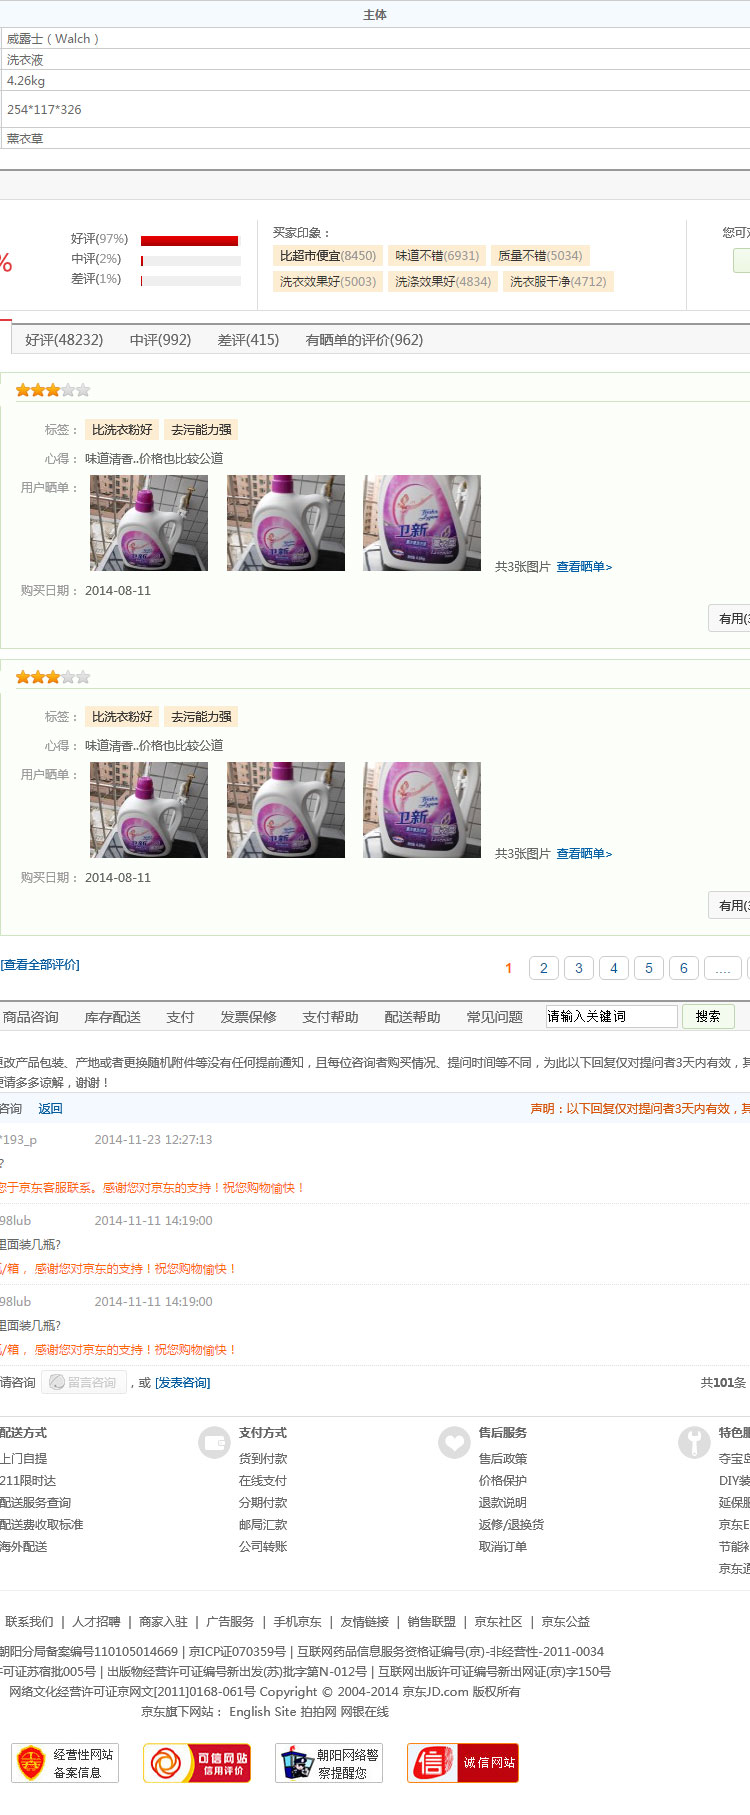 主体
威露士（Walch）
洗衣液
4.26kg
254*117*326
薰衣草
%
好评(97%)
中评(2%)
差评(1%)
买家印象：
比超市便宜(8450) 味道不错(6931) 质量不错(5034)
洗衣效果好(5003) 洗涤效果好(4834) 洗衣服干净(4712)
您可
好评(48232) 中评(992) 差评(415) 有晒单的评价(962)
标签： 比洗衣粉好 去污能力强
心得： 味道清香..价格也比较公道
用户晒单：
卫新
卫新
卫新
共3张图片 查看晒单>
购买日期： 2014-08-11
有用(
标签： 比洗衣粉好 去污能力强
心得： 味道清香..价格也比较公道
用户晒单：
卫新
卫新
卫新
共3张图片 查看晒单>
购买日期： 2014-08-11
有用(
[查看全部评价] 1 2 3 4 5 6 ....
商品咨询 库存配送 支付 发票保修 支付帮助 配送帮助 常见问题 请输入关键词 搜索
更改产品包装、产地或者更换随机附件等没有任何提前通知，且每位咨询者购买情况、提问时间等不同，为此以下回复仅对提问者3天内有效，其
更请多多谅解，谢谢！
咨询 返回 声明：以下回复仅对提问者3天内有效，其
*193_p 2014-11-23 12:27:13
?
您于京东客服联系。感谢您对京东的支持！祝您购物愉快！
98lub 2014-11-11 14:19:00
里面装几瓶?
/箱， 感谢您对京东的支持！祝您购物愉快！
98lub 2014-11-11 14:19:00
里面装几瓶?
/箱， 感谢您对京东的支持！祝您购物愉快！
请咨询 留言咨询 ，或 [发表咨询] 共101条
配送方式 支付方式 售后服务 特色服
上门自提 货到付款 售后政策 夺宝岛
211限时达 在线支付 价格保护 DIY装
配送服务查询 分期付款 退款说明 延保服
配送费收取标准 邮局汇款 返修/退换货 京东E
海外配送 公司转账 取消订单 节能补
京东通
联系我们 | 人才招聘 | 商家入驻 | 广告服务 | 手机京东 | 友情链接 | 销售联盟 | 京东社区 | 京东公益
朝阳分局备案编号110105014669 | 京ICP证070359号 | 互联网药品信息服务资格证编号(京)-非经营性-2011-0034
许可证苏宿批005号 | 出版物经营许可证编号新出发(苏)批字第N-012号 | 互联网出版许可证编号新出网证(京)字150号
网络文化经营许可证京网文[2011]0168-061号 Copyright © 2004-2014 京东JD.com 版权所有
京东旗下网站： English Site 拍拍网 网银在线
经营性网站
备案信息
可信网站
信用评价
朝阳网络警
察提醒您
信 诚信网站